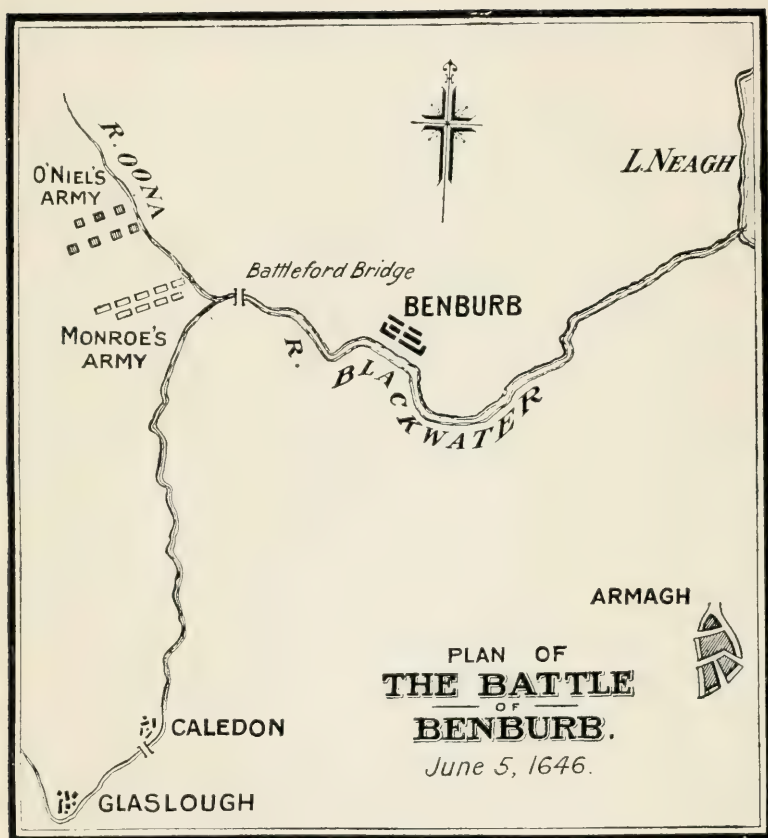 R. OONA
O'NIEL'S
ARMY
L. NEAGH
Battleford Bridge
BENBURB
MONROE'S
ARMY
R. BLACKWATER
ARMAGH
PLAN OF
THE BATTLE
OF
BENBURB.
June 5, 1646.
CALEDON
GLASLOUGH